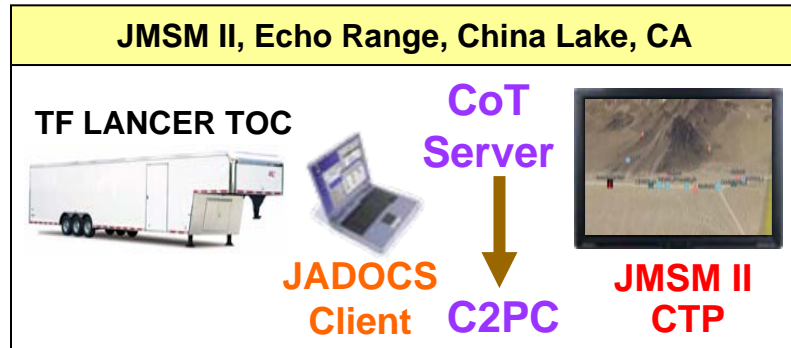 JMSM II, Echo Range, China Lake, CA
TF LANCER TOC
CoT
Server
JADOCS
Client
C2PC
JMSM II
CTP